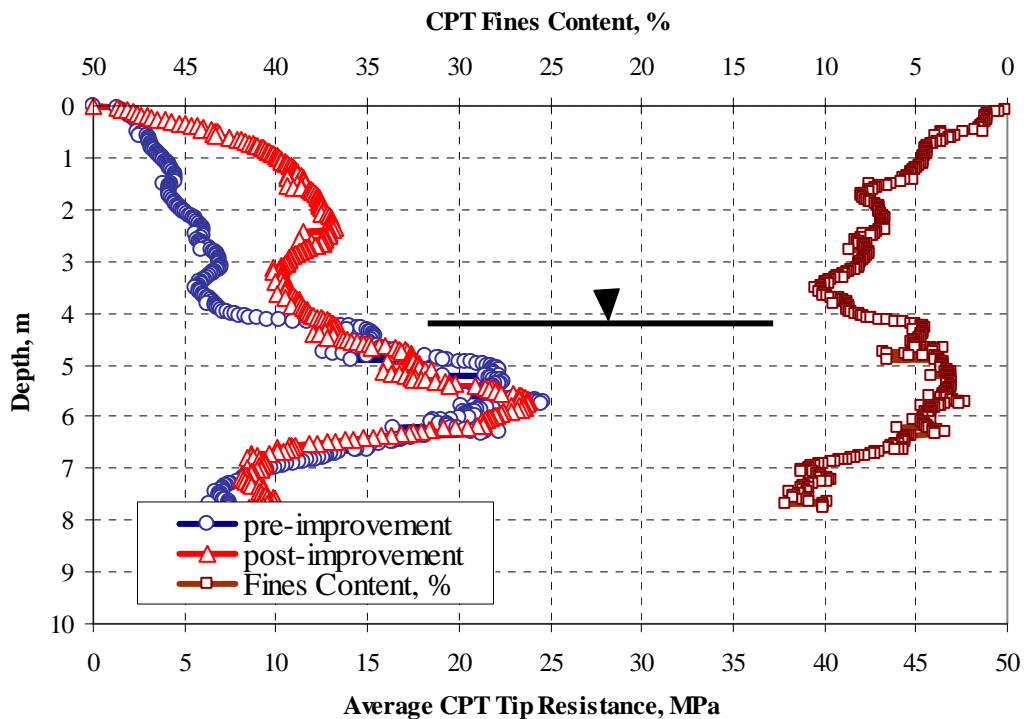 CPT Fines Content, %
50 45 40 35 30 25 20 15 10 5 0
0
1
2
3
4
5
6
7
8
9
10
Depth, m
pre-improvement
post-improvement
Fines Content, %
0 5 10 15 20 25 30 35 40 45 50
Average CPT Tip Resistance, MPa